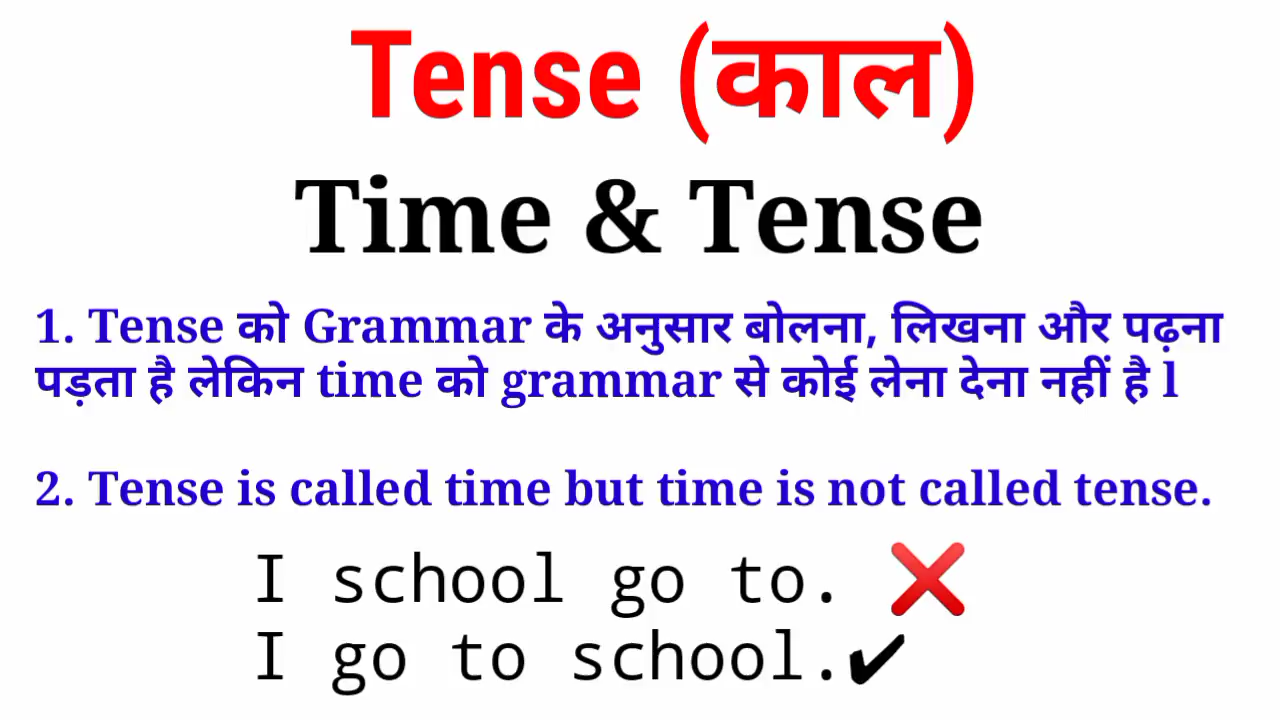 Tense (काल)
Time & Tense
1. Tense को Grammar के अनुसार बोलना, लिखना और पढ़ना
पड़ता है लेकिन time को grammar से कोई लेना देना नहीं है l
2. Tense is called time but time is not called tense.
I school go to. ❌
I go to school.✔